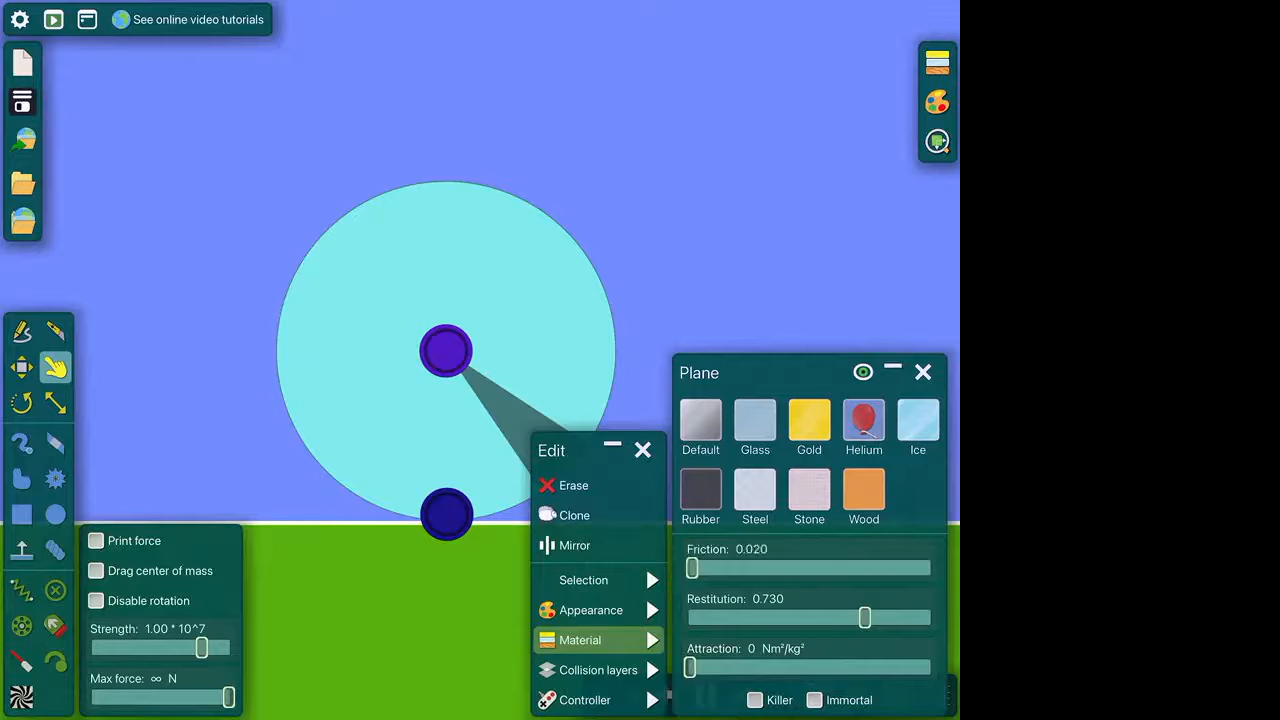 See online video tutorials
Plane
Default
Glass
Gold
Helium
Ice
Rubber
Steel
Stone
Wood
Friction: 0.020
Restitution: 0.730
Attraction: 0 Nm²/kg²
Killer
Immortal
Edit
Erase
Clone
Mirror
Selection
Appearance
Material
Collision layers
Controller
Print force
Drag center of mass
Disable rotation
Strength: 1.00 * 10^7
Max force: ∞ N